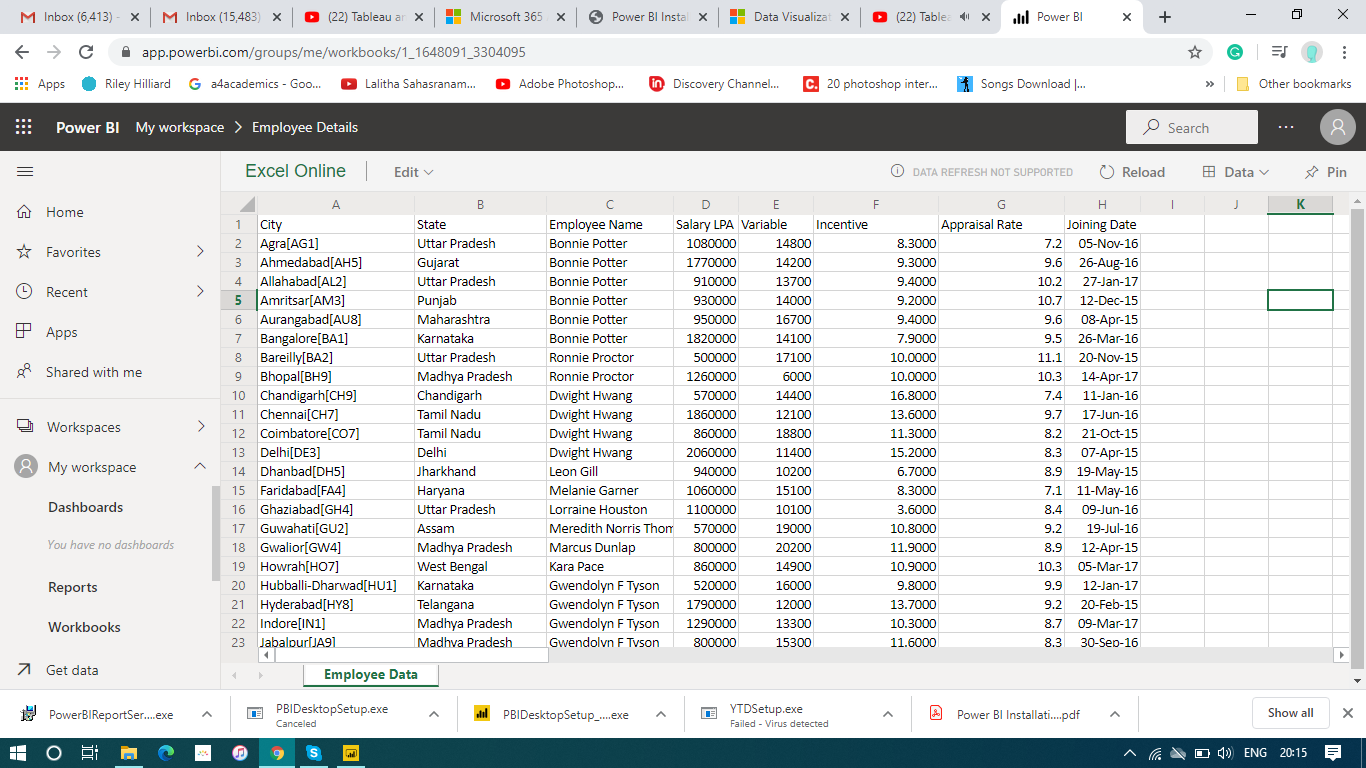 Inbox (6,413) -
Inbox (15,483)
(22) Tableau an
Microsoft 365
Power BI Instal
Data Visualizat
(22) Tablea
Power BI
app.powerbi.com/groups/me/workbooks/1_1648091_3304095
Apps
Riley Hilliard
a4academics - Goo...
Lalitha Sahasranam...
Adobe Photoshop...
Discovery Channel...
20 photoshop inter...
Songs Download |...
»
Other bookmarks
Power BI My workspace > Employee Details
Search
Excel Online
Edit
DATA REFRESH NOT SUPPORTED
Reload
Data
Pin
Home
Favorites
Recent
Apps
Shared with me
Workspaces
My workspace
Dashboards
You have no dashboards
Reports
Workbooks
Get data
A B C D E F G H I J K
1 City State Employee Name Salary LPA Variable Incentive Appraisal Rate Joining Date
2 Agra[AG1] Uttar Pradesh Bonnie Potter 1080000 14800 8.3000 7.2 05-Nov-16
3 Ahmedabad[AH5] Gujarat Bonnie Potter 1770000 14200 9.3000 9.6 26-Aug-16
4 Allahabad[AL2] Uttar Pradesh Bonnie Potter 910000 13700 9.4000 10.2 27-Jan-17
5 Amritsar[AM3] Punjab Bonnie Potter 930000 14000 9.2000 10.7 12-Dec-15
6 Aurangabad[AU8] Maharashtra Bonnie Potter 950000 16700 9.4000 9.6 08-Apr-15
7 Bangalore[BA1] Karnataka Bonnie Potter 1820000 14100 7.9000 9.5 26-Mar-16
8 Bareilly[BA2] Uttar Pradesh Ronnie Proctor 500000 17100 10.0000 11.1 20-Nov-15
9 Bhopal[BH9] Madhya Pradesh Ronnie Proctor 1260000 6000 10.0000 10.3 14-Apr-17
10 Chandigarh[CH9] Chandigarh Dwight Hwang 570000 14400 16.8000 7.4 11-Jan-16
11 Chennai[CH7] Tamil Nadu Dwight Hwang 1860000 12100 13.6000 9.7 17-Jun-16
12 Coimbatore[CO7] Tamil Nadu Dwight Hwang 860000 18800 11.3000 8.2 21-Oct-15
13 Delhi[DE3] Delhi Dwight Hwang 2060000 11400 15.2000 8.3 07-Apr-15
14 Dhanbad[DH5] Jharkhand Leon Gill 940000 10200 6.7000 8.9 19-May-15
15 Faridabad[FA4] Haryana Melanie Garner 1060000 15100 8.3000 7.1 11-May-16
16 Ghaziabad[GH4] Uttar Pradesh Lorraine Houston 1100000 10100 3.6000 8.4 09-Jun-16
17 Guwahati[GU2] Assam Meredith Norris Thom 570000 19000 10.8000 9.2 19-Jul-16
18 Gwalior[GW4] Madhya Pradesh Marcus Dunlap 800000 20200 11.9000 8.9 12-Apr-15
19 Howrah[HO7] West Bengal Kara Pace 860000 14900 10.9000 10.3 05-Mar-17
20 Hubballi-Dharwad[HU1] Karnataka Gwendolyn F Tyson 520000 16000 9.8000 9.9 12-Jan-17
21 Hyderabad[HY8] Telangana Gwendolyn F Tyson 1790000 12000 13.7000 9.2 20-Feb-15
22 Indore[IN1] Madhya Pradesh Gwendolyn F Tyson 1290000 13300 10.3000 8.7 09-Mar-17
23 Jabalpur[JA9] Madhya Pradesh Gwendolyn F Tyson 800000 15300 11.6000 8.3 30-Sep-16
Employee Data
PowerBIReportSer....exe
PBIDesktopSetup.exe
Canceled
PBIDesktopSetup_....exe
YTDSetup.exe
Failed - Virus detected
Power BI Installati....pdf
Show all
ENG 20:15